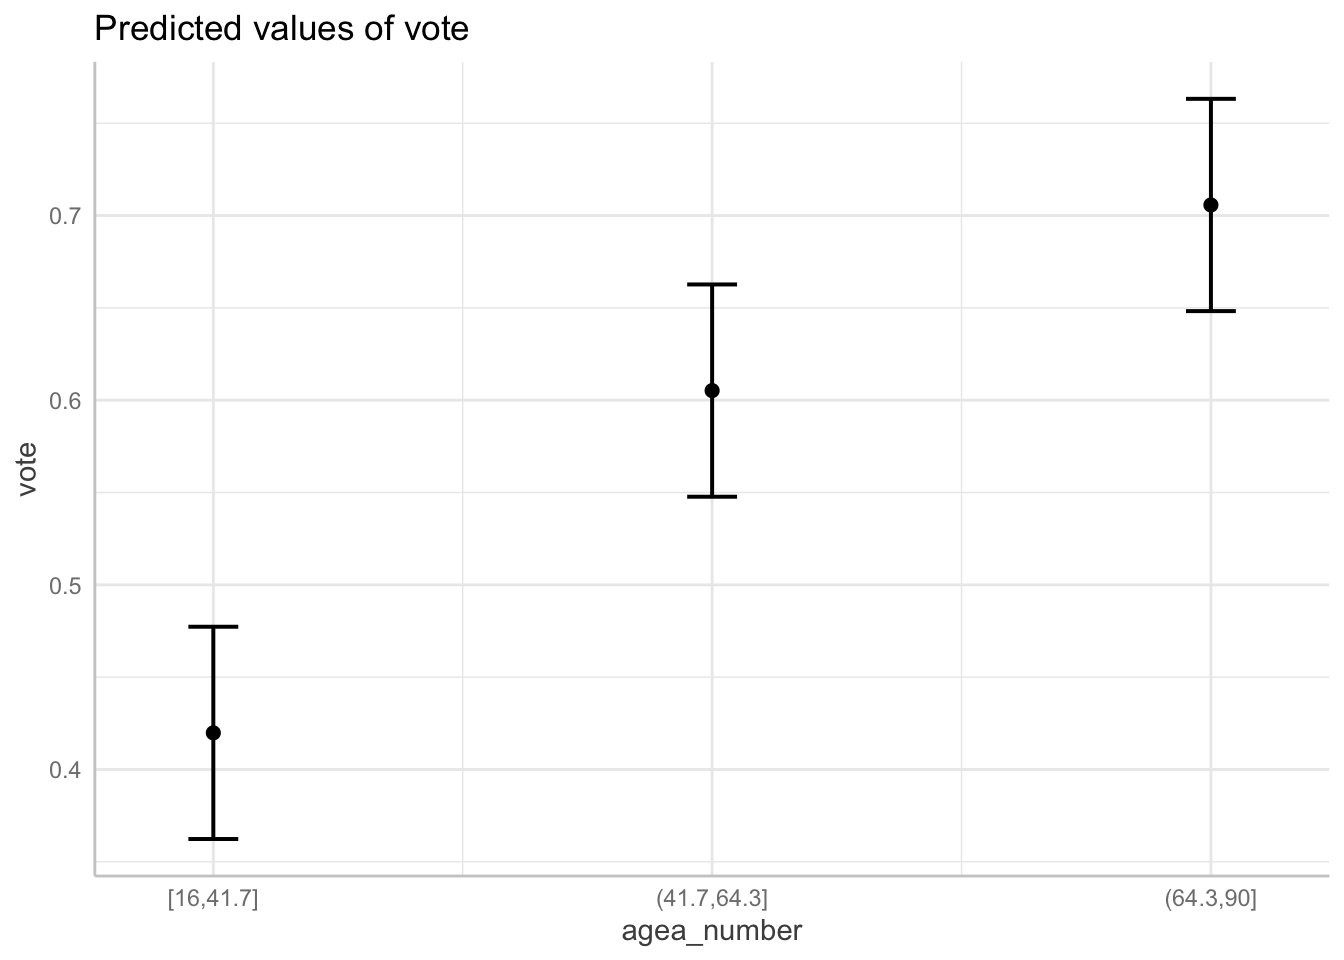 Predicted values of vote
0.7
0.6
0.5
0.4
vote
[16,41.7] (41.7,64.3] (64.3,90]
agea_number